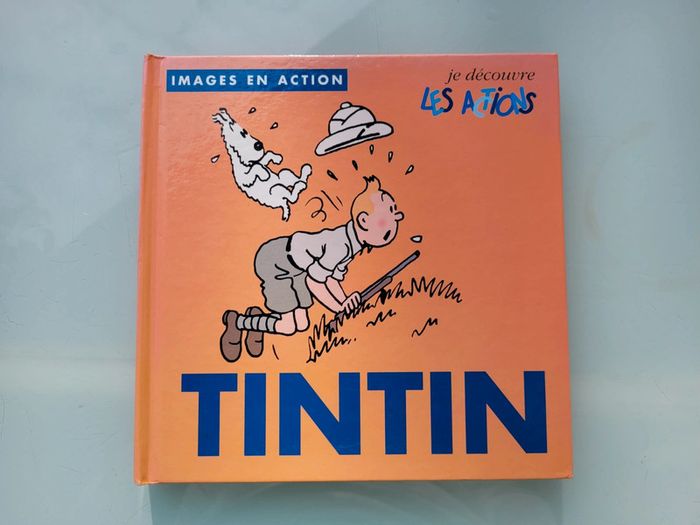 IMAGES EN ACTION
je découvre
LES ACTIONS
TINTIN